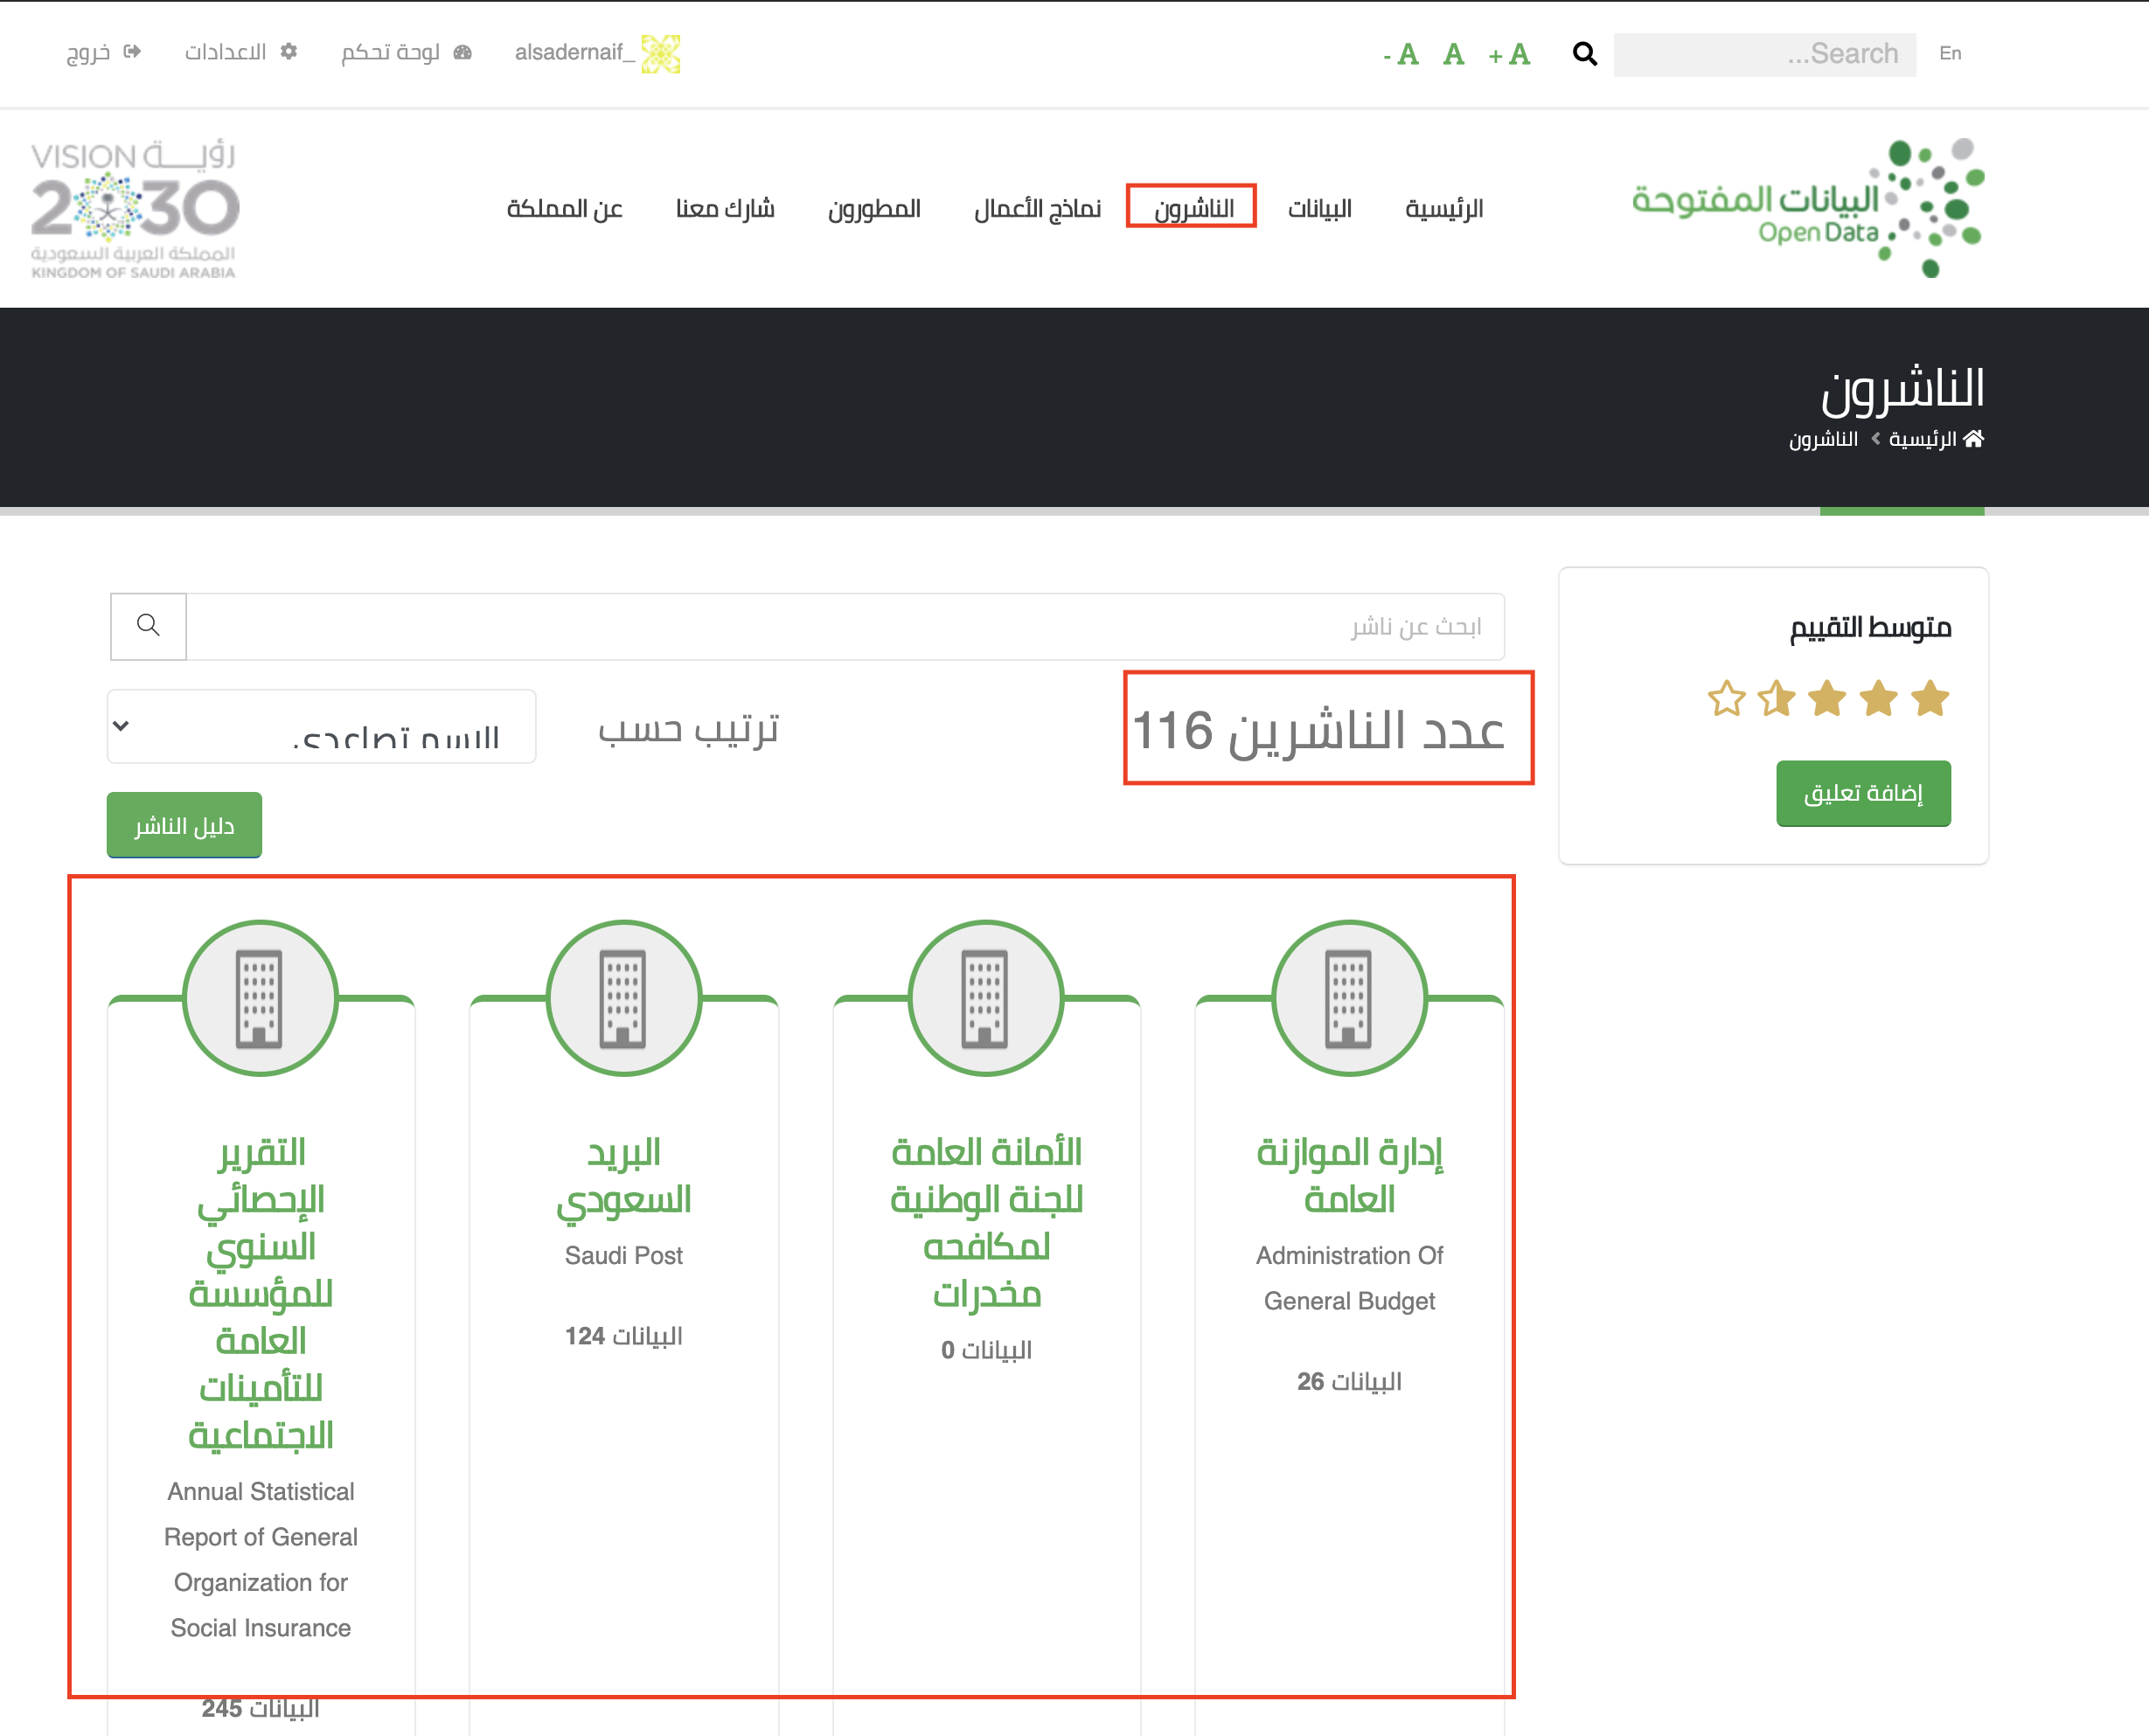 En
Search...
A+ A A-
alsadernaif_
لوحة تحكم
الاعدادات
خروج
البيانات المفتوحة
Open Data
الرئيسية
البيانات
الناشرون
نماذج الأعمال
المطورون
شارك معنا
عن المملكة
VISION رؤيــــة
2030
المملكة العربية السعودية
KINGDOM OF SAUDI ARABIA
الناشرون
الرئيسية > الناشرون
متوسط التقييم
إضافة تعليق
ابحث عن ناشر
عدد الناشرين 116
ترتيب حسب
الاسم تصاعدي
دليل الناشر
إدارة الموازنة
العامة
Administration Of
General Budget
البيانات 26
الأمانة العامة
للجنة الوطنية
لمكافحه
مخدرات
البيانات 0
البريد
السعودي
Saudi Post
البيانات 124
التقرير
الإحصائي
السنوي
للمؤسسة
العامة
للتأمينات
الاجتماعية
Annual Statistical
Report of General
Organization for
Social Insurance
البيانات 245